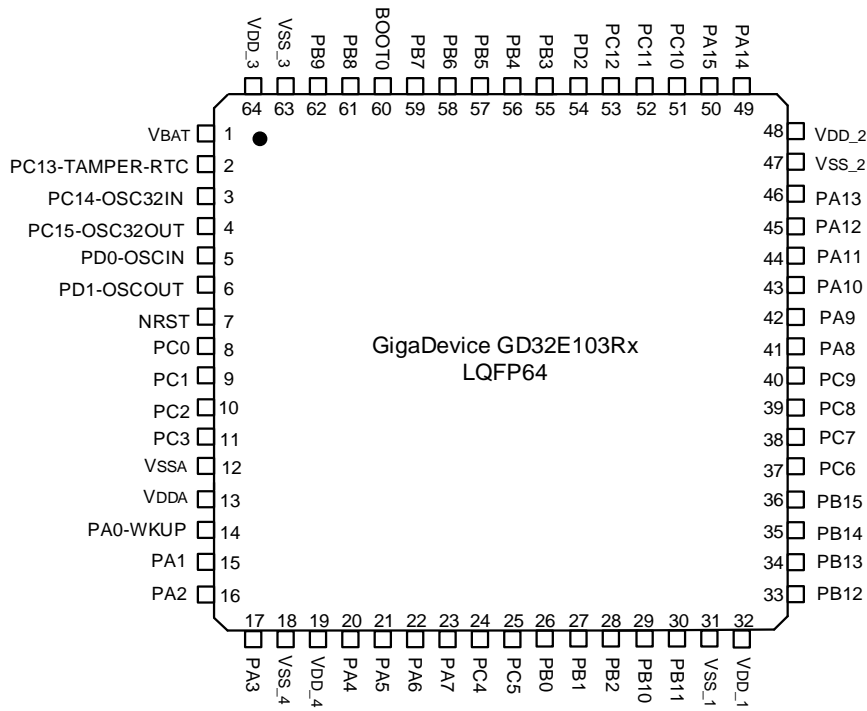 VDD_3 VSS_3 PB9 PB8 BOOT0 PB7 PB6 PB5 PB4 PB3 PD2 PC12 PC11 PC10 PA15 PA14
64 63 62 61 60 59 58 57 56 55 54 53 52 51 50 49
VBAT 1 48 VDD_2
PC13-TAMPER-RTC 2 47 VSS_2
PC14-OSC32IN 3 46 PA13
PC15-OSC32OUT 4 45 PA12
PD0-OSCIN 5 44 PA11
PD1-OSCOUT 6 43 PA10
NRST 7 42 PA9
PC0 8 41 PA8
PC1 9 40 PC9
PC2 10 39 PC8
PC3 11 38 PC7
VSSA 12 37 PC6
VDDA 13 36 PB15
PA0-WKUP 14 35 PB14
PA1 15 34 PB13
PA2 16 33 PB12
GigaDevice GD32E103Rx
LQFP64
17 18 19 20 21 22 23 24 25 26 27 28 29 30 31 32
PA3 VSS_4 VDD_4 PA4 PA5 PA6 PA7 PC4 PC5 PB0 PB1 PB2 PB10 PB11 VSS_1 VDD_1